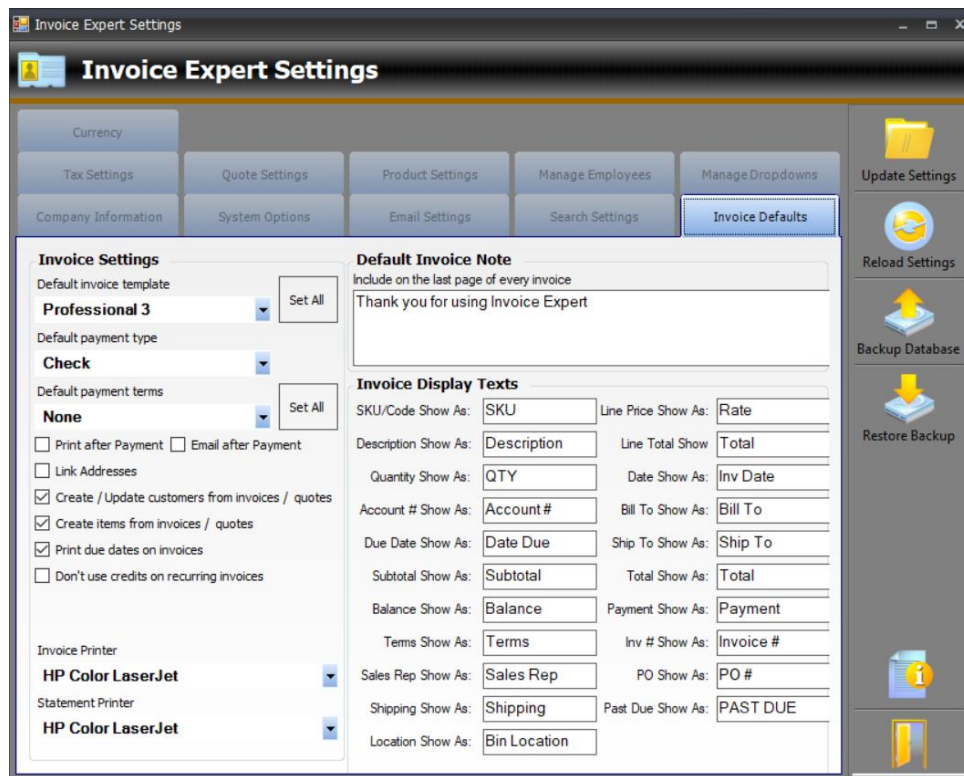 Invoice Expert Settings
Invoice Expert Settings
Currency
Tax Settings Quote Settings Product Settings Manage Employees Manage Dropdowns
Company Information System Options Email Settings Search Settings Invoice Defaults
Update Settings
Reload Settings
Backup Database
Restore Backup
Invoice Settings
Default invoice template
Professional 3 Set All
Default payment type
Check
Default payment terms
None Set All
Print after Payment Email after Payment
Link Addresses
Create / Update customers from invoices / quotes
Create items from invoices / quotes
Print due dates on invoices
Don't use credits on recurring invoices
Invoice Printer
HP Color LaserJet
Statement Printer
HP Color LaserJet
Default Invoice Note
Include on the last page of every invoice
Thank you for using Invoice Expert
Invoice Display Texts
SKU/Code Show As: SKU Line Price Show As: Rate
Description Show As: Description Line Total Show Total
Quantity Show As: QTY Date Show As: Inv Date
Account # Show As: Account # Bill To Show As: Bill To
Due Date Show As: Date Due Ship To Show As: Ship To
Subtotal Show As: Subtotal Total Show As: Total
Balance Show As: Balance Payment Show As: Payment
Terms Show As: Terms Inv # Show As: Invoice #
Sales Rep Show As: Sales Rep PO Show As: PO #
Shipping Show As: Shipping Past Due Show As: PAST DUE
Location Show As: Bin Location